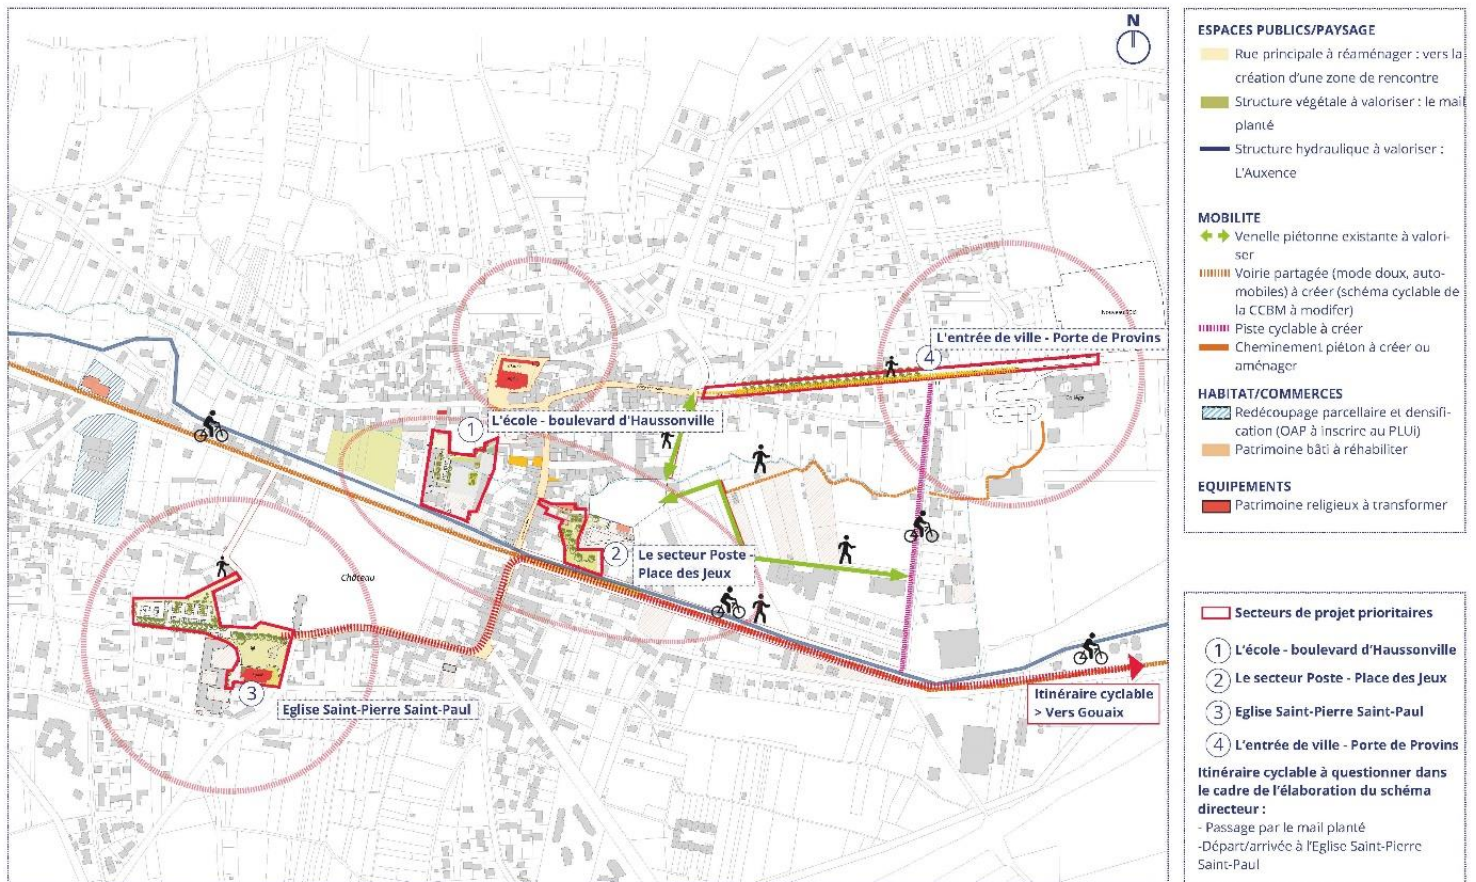 N
L'entrée de ville - Porte de Provins
4
1
L'école - boulevard d'Haussonville
2
Le secteur Poste -
Place des Jeux
Château
3
Eglise Saint-Pierre Saint-Paul
Itinéraire cyclable
> Vers Gouaix
ESPACES PUBLICS/PAYSAGE
Rue principale à réaménager : vers la
création d'une zone de rencontre
Structure végétale à valoriser : le mail
planté
Structure hydraulique à valoriser :
L'Auxence
MOBILITE
Venelle piétonne existante à valori-
ser
Voirie partagée (mode doux, auto-
mobiles) à créer (schéma cyclable de
la CCBM à modifer)
Piste cyclable à créer
Cheminement piéton à créer ou
aménager
HABITAT/COMMERCES
Redécoupage parcellaire et densifi-
cation (OAP à inscrire au PLUi)
Patrimoine bâti à réhabiliter
EQUIPEMENTS
Patrimoine religieux à transformer
Secteurs de projet prioritaires
1 L'école - boulevard d'Haussonville
2 Le secteur Poste - Place des Jeux
3 Eglise Saint-Pierre Saint-Paul
4 L'entrée de ville - Porte de Provins
Itinéraire cyclable à questionner dans
le cadre de l'élaboration du schéma
directeur :
- Passage par le mail planté
-Départ/arrivée à l'Eglise Saint-Pierre
Saint-Paul